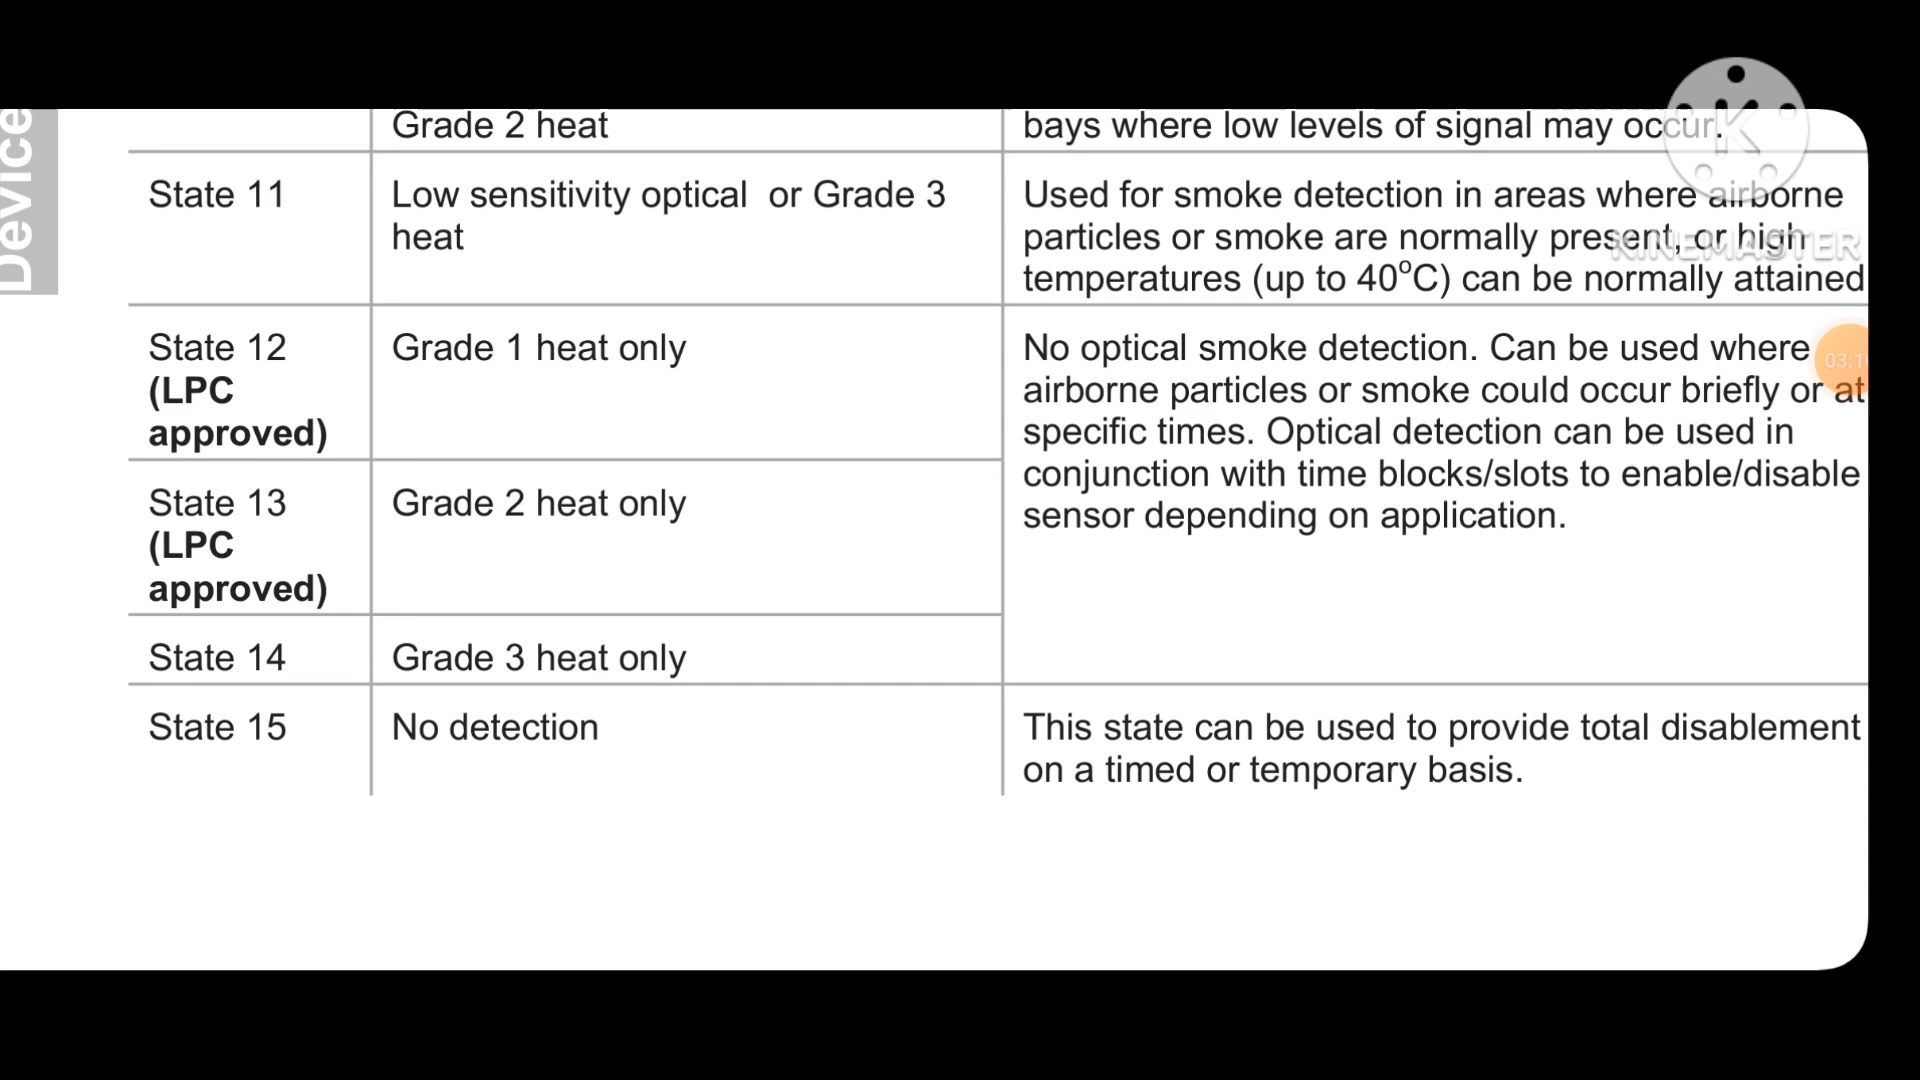 Device
Grade 2 heat
bays where low levels of signal may occur.
State 11
Low sensitivity optical or Grade 3
heat
Used for smoke detection in areas where airborne
particles or smoke are normally present, or high
temperatures (up to 40°C) can be normally attained
State 12
(LPC
approved)
Grade 1 heat only
No optical smoke detection. Can be used where
airborne particles or smoke could occur briefly or at
specific times. Optical detection can be used in
conjunction with time blocks/slots to enable/disable
sensor depending on application.
State 13
(LPC
approved)
Grade 2 heat only
State 14
Grade 3 heat only
State 15
No detection
This state can be used to provide total disablement
on a timed or temporary basis.
K
KINEMASTER